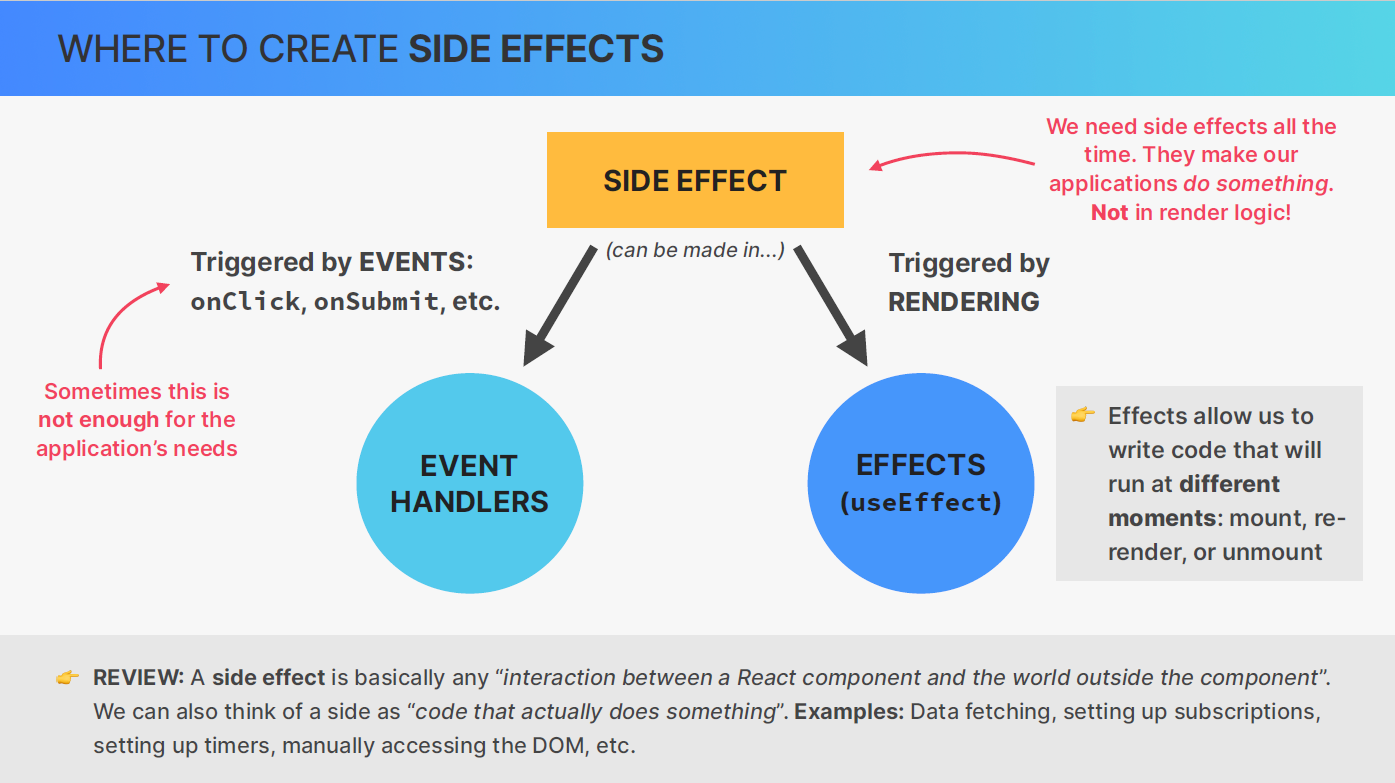 WHERE TO CREATE SIDE EFFECTS
We need side effects all the
time. They make our
applications do something.
Not in render logic!
SIDE EFFECT
(can be made in...)
Triggered by EVENTS:
onClick, onSubmit, etc.
Triggered by
RENDERING
Sometimes this is
not enough for the
application’s needs
EVENT
HANDLERS
EFFECTS
(useEffect)
👉 Effects allow us to
write code that will
run at different
moments: mount, re-
render, or unmount
👉 REVIEW: A side effect is basically any “interaction between a React component and the world outside the component”.
We can also think of a side as “code that actually does something”. Examples: Data fetching, setting up subscriptions,
setting up timers, manually accessing the DOM, etc.